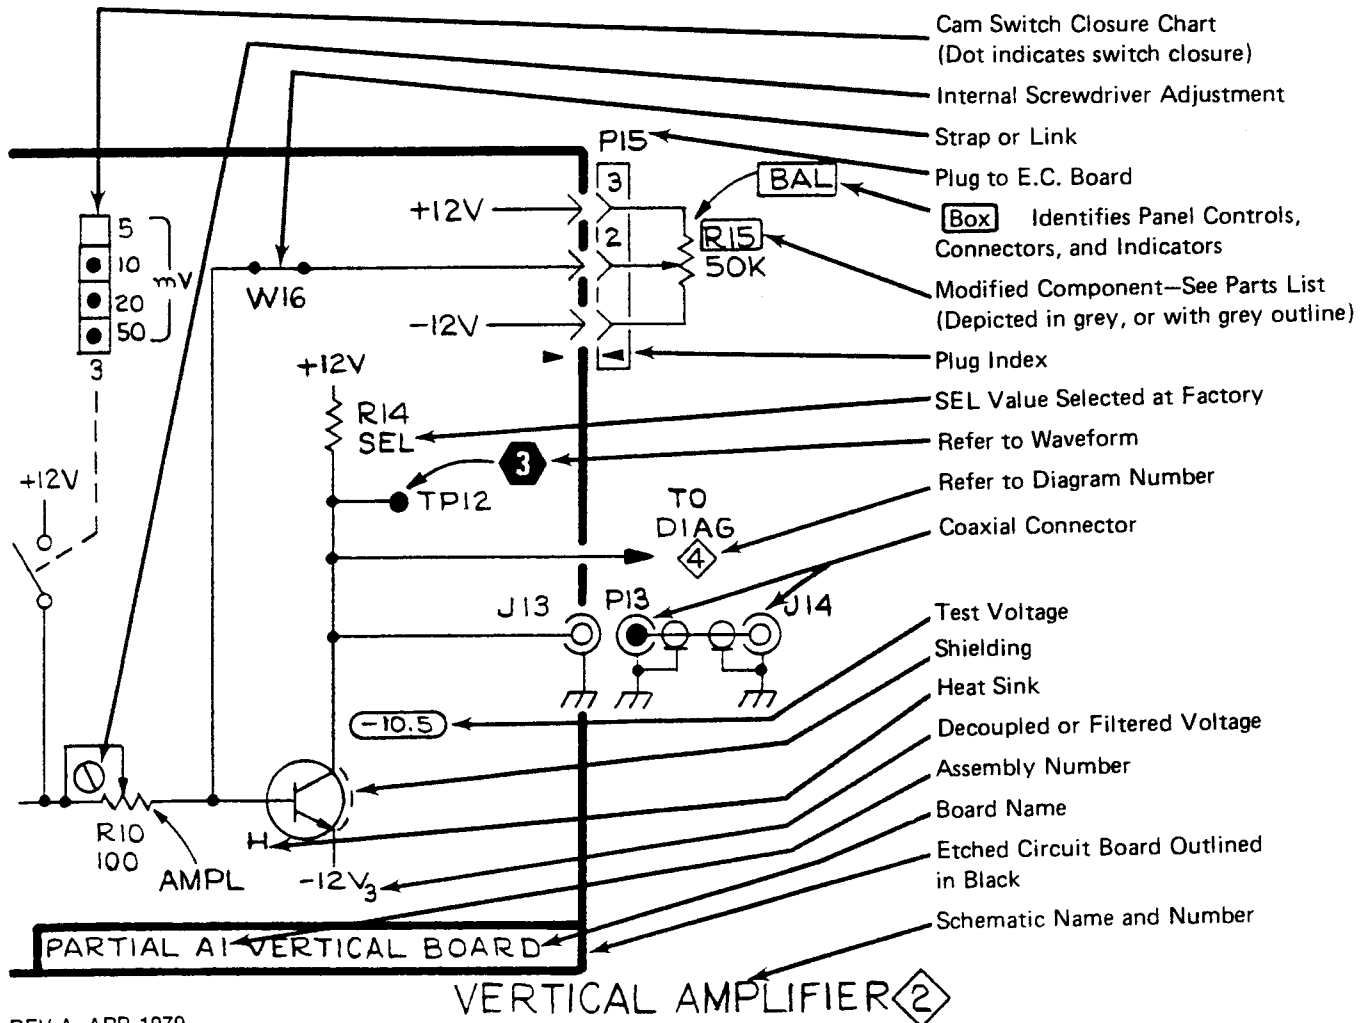 Cam Switch Closure Chart
(Dot indicates switch closure)
Internal Screwdriver Adjustment
Strap or Link
P15
Plug to E.C. Board
3
BAL
Box Identifies Panel Controls,
Connectors, and Indicators
+12V
5
10
20
50
mV
3
2
R15
50K
W16
-12V
Modified Component—See Parts List
(Depicted in grey, or with grey outline)
Plug Index
+12V
R14
SEL
SEL Value Selected at Factory
3
Refer to Waveform
+12V
TP12
TO
DIAG
4
Refer to Diagram Number
Coaxial Connector
J13
P13
J14
Test Voltage
Shielding
Heat Sink
-10.5
Decoupled or Filtered Voltage
Assembly Number
Board Name
R10
100
AMPL
H
-12V3
Etched Circuit Board Outlined
in Black
PARTIAL A1 VERTICAL BOARD
Schematic Name and Number
VERTICAL AMPLIFIER 2
REV A, APR 1979